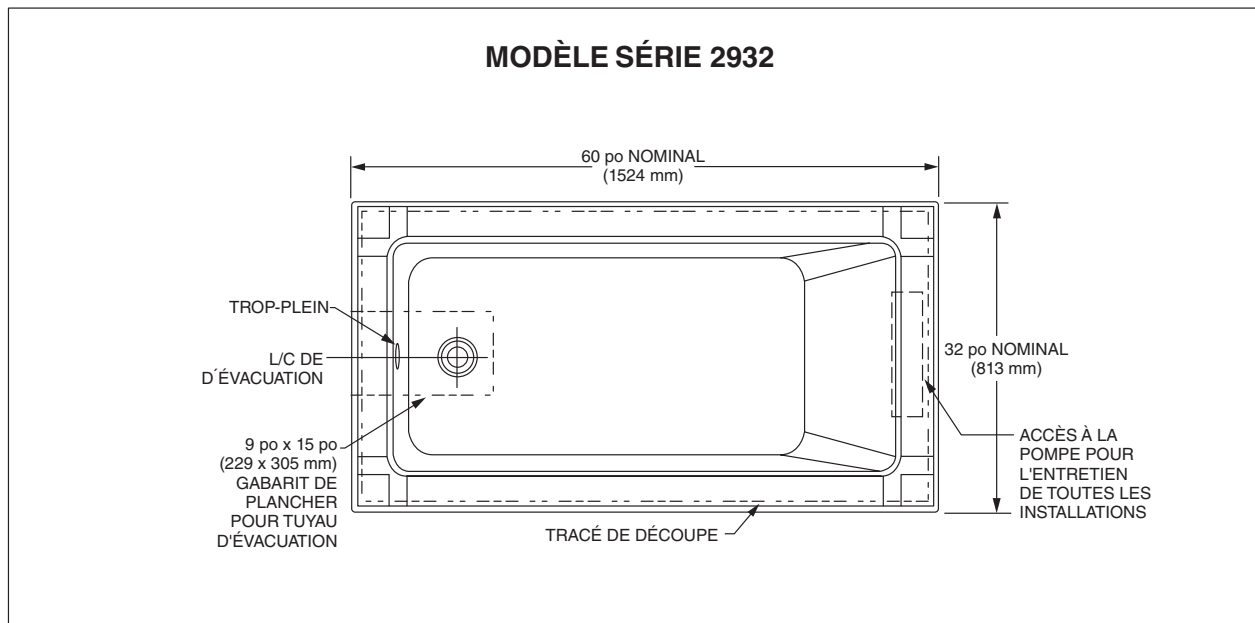 MODÈLE SÉRIE 2932
60 po NOMINAL
(1524 mm)
TROP-PLEIN
L/C DE
D´ÉVACUATION
32 po NOMINAL
(813 mm)
9 po x 15 po
(229 x 305 mm)
GABARIT DE
PLANCHER
POUR TUYAU
D'ÉVACUATION
ACCÈS À LA
POMPE POUR
L'ENTRETIEN
DE TOUTES LES
INSTALLATIONS
TRACÉ DE DÉCOUPE